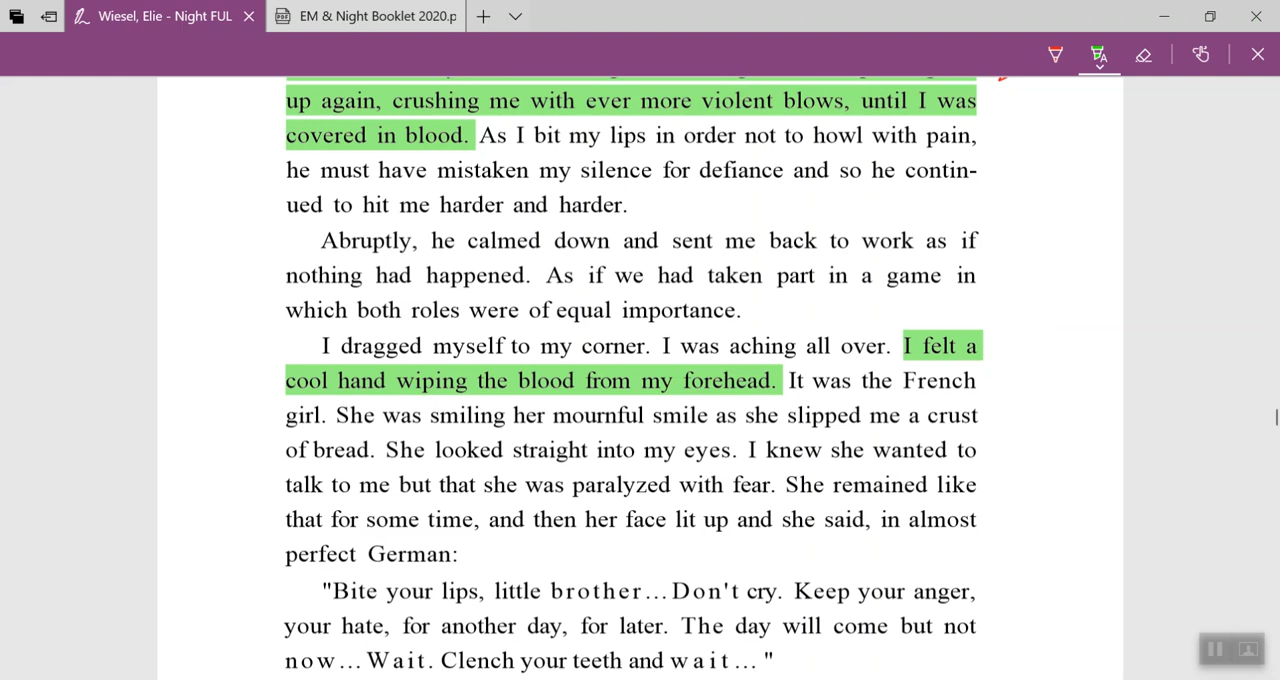 Wiesel, Elie - Night FUL
EM & Night Booklet 2020.p
up again, crushing me with ever more violent blows, until I was
covered in blood. As I bit my lips in order not to howl with pain,
he must have mistaken my silence for defiance and so he contin-
ued to hit me harder and harder.
Abruptly, he calmed down and sent me back to work as if
nothing had happened. As if we had taken part in a game in
which both roles were of equal importance.
I dragged myself to my corner. I was aching all over. I felt a
cool hand wiping the blood from my forehead. It was the French
girl. She was smiling her mournful smile as she slipped me a crust
of bread. She looked straight into my eyes. I knew she wanted to
talk to me but that she was paralyzed with fear. She remained like
that for some time, and then her face lit up and she said, in almost
perfect German:
"Bite your lips, little brother...Don't cry. Keep your anger,
your hate, for another day, for later. The day will come but not
now...Wait. Clench your teeth and wait..."